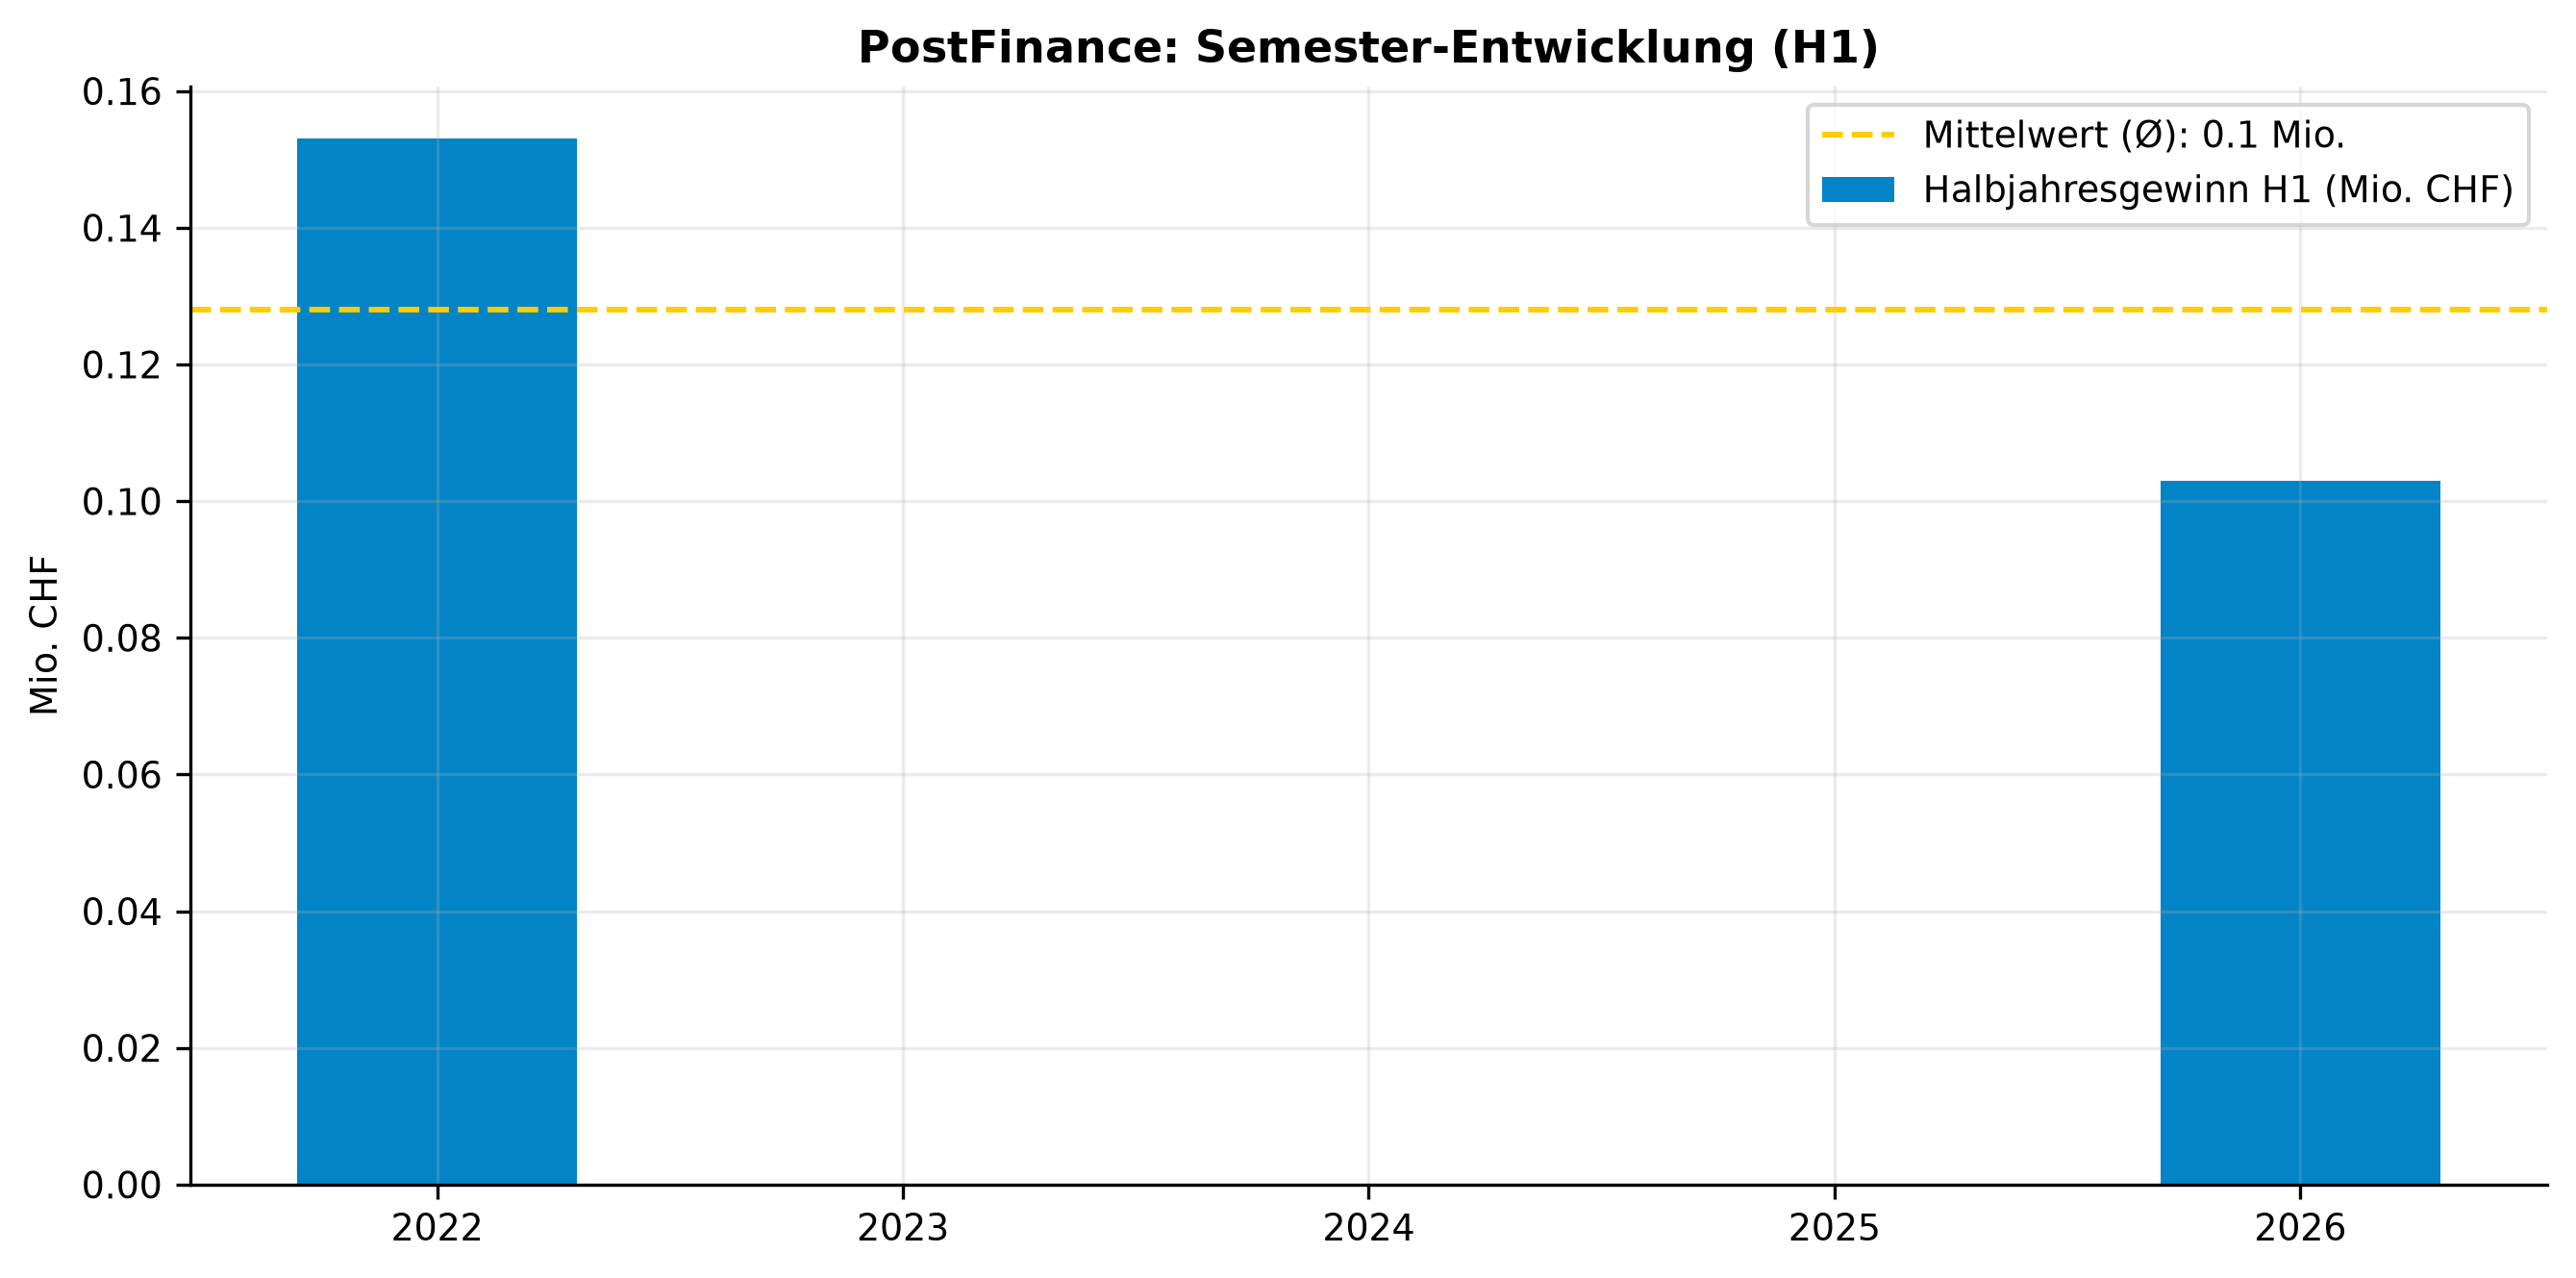 PostFinance: Semester-Entwicklung (H1)
Mittelwert (Ø): 0.1 Mio.
Halbjahresgewinn H1 (Mio. CHF)
Mio. CHF
0.16
0.14
0.12
0.10
0.08
0.06
0.04
0.02
0.00
2022 2023 2024 2025 2026